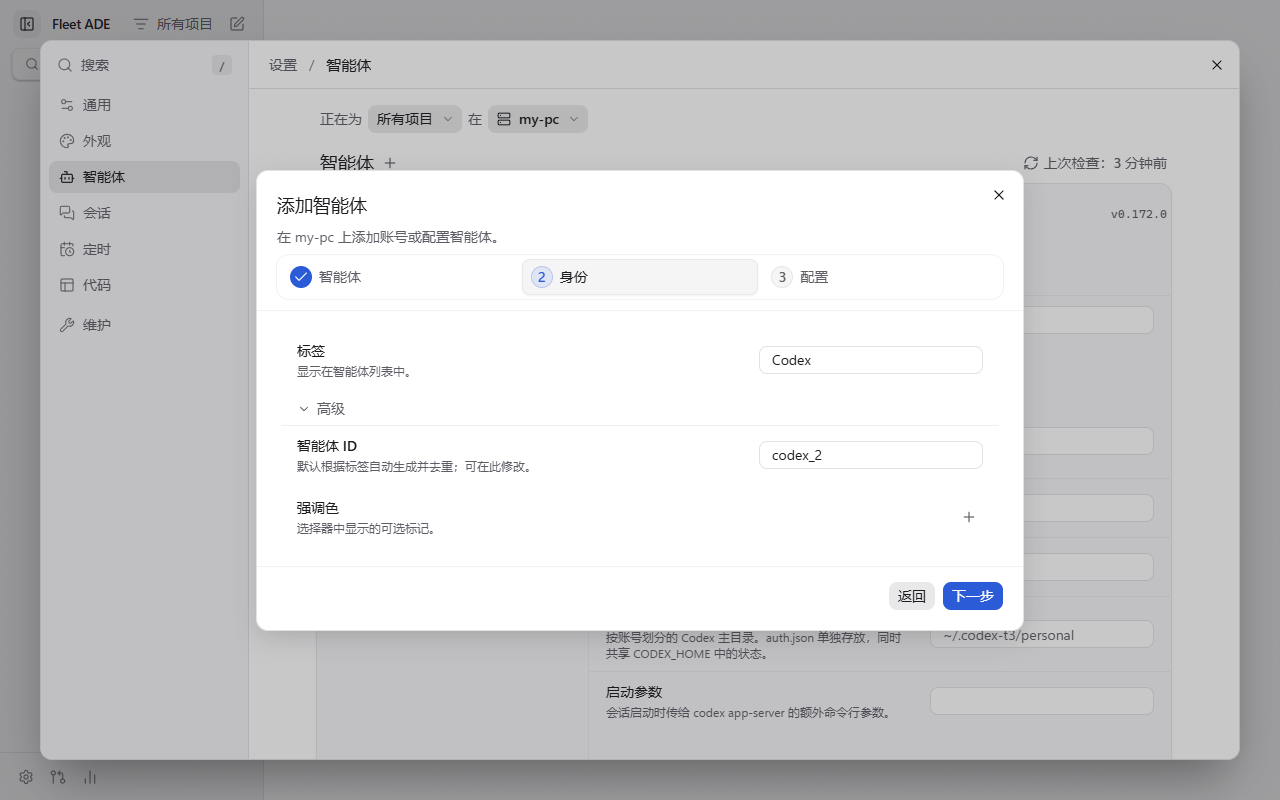 Fleet ADE
所有项目
搜索
/
通用
外观
智能体
会话
定时
代码
维护
设置 / 智能体
正在为 所有项目 在 my-pc
智能体
上次检查：3 分钟前
v0.172.0
添加智能体
在 my-pc 上添加账号或配置智能体。
智能体
2 身份
3 配置
标签
显示在智能体列表中。
Codex
高级
智能体 ID
默认根据标签自动生成并去重；可在此修改。
codex_2
强调色
选择器中显示的可选标记。
返回
下一步
按账号划分的 Codex 主目录。auth.json 单独存放，同时
共享 CODEX_HOME 中的状态。
~/.codex-t3/personal
启动参数
会话启动时传给 codex app-server 的额外命令行参数。